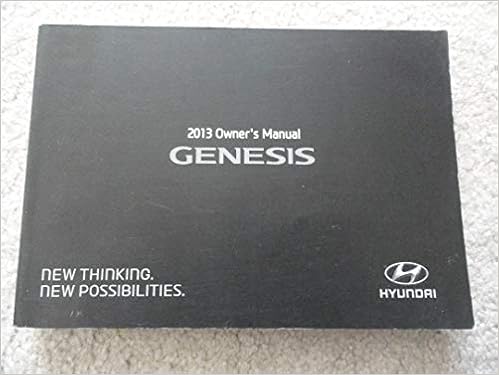 2013 Owner's Manual
GENESIS
NEW THINKING.
NEW POSSIBILITIES.
HYUNDAI